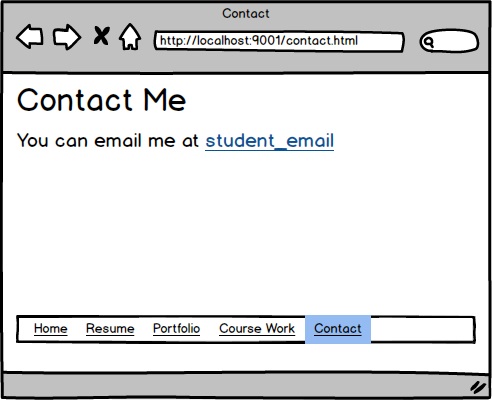 Contact
http://localhost:9001/contact.html
Contact Me
You can email me at student_email
Home Resume Portfolio Course Work Contact